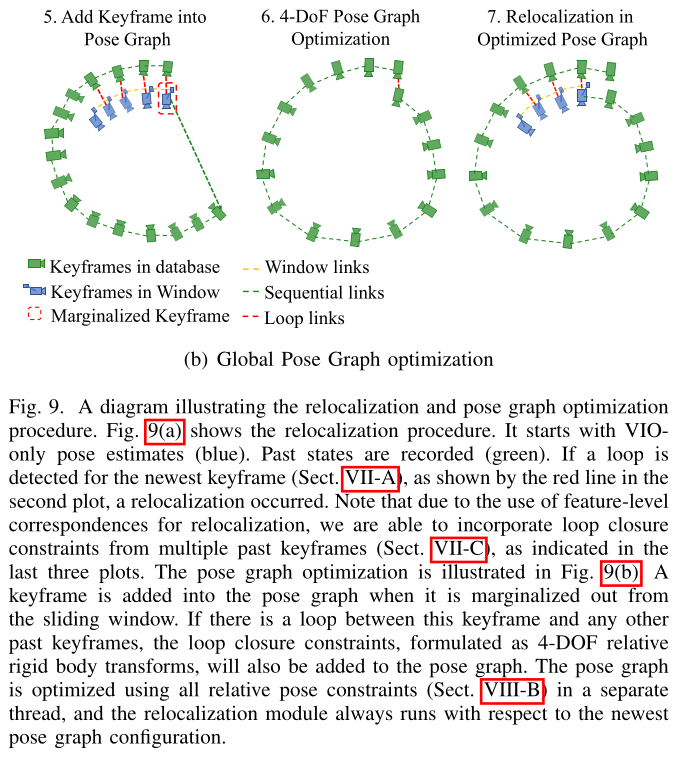 5. Add Keyframe into
Pose Graph
6. 4-DoF Pose Graph
Optimization
7. Relocalization in
Optimized Pose Graph
Keyframes in database
Window links
Keyframes in Window
Sequential links
Marginalized Keyframe
Loop links
(b) Global Pose Graph optimization
Fig. 9. A diagram illustrating the relocalization and pose graph optimization
procedure. Fig. 9(a) shows the relocalization procedure. It starts with VIO-
only pose estimates (blue). Past states are recorded (green). If a loop is
detected for the newest keyframe (Sect. VII-A), as shown by the red line in the
second plot, a relocalization occurred. Note that due to the use of feature-level
correspondences for relocalization, we are able to incorporate loop closure
constraints from multiple past keyframes (Sect. VII-C), as indicated in the
last three plots. The pose graph optimization is illustrated in Fig. 9(b) A
keyframe is added into the pose graph when it is marginalized out from
the sliding window. If there is a loop between this keyframe and any other
past keyframes, the loop closure constraints, formulated as 4-DOF relative
rigid body transforms, will also be added to the pose graph. The pose graph
is optimized using all relative pose constraints (Sect. VIII-B) in a separate
thread, and the relocalization module always runs with respect to the newest
pose graph configuration.